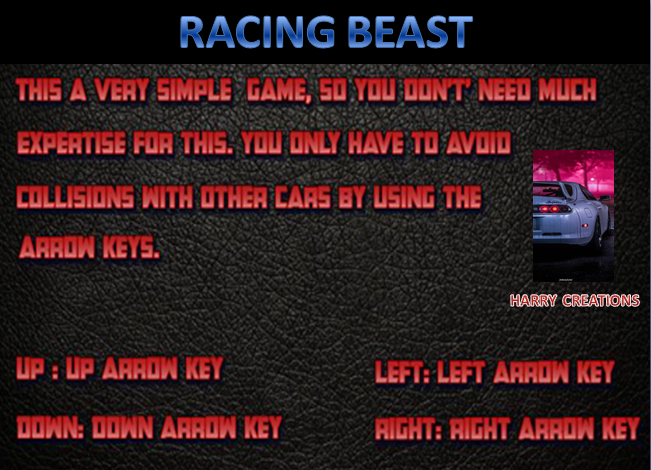 RACING BEAST
THIS A VERY SIMPLE GAME, SO YOU DON'T' NEED MUCH
EXPERTISE FOR THIS. YOU ONLY HAVE TO AVOID
COLLISIONS WITH OTHER CARS BY USING THE
ARROW KEYS.
HARRY CREATIONS
UP : UP ARROW KEY
LEFT: LEFT ARROW KEY
DOWN: DOWN ARROW KEY
RIGHT: RIGHT ARROW KEY